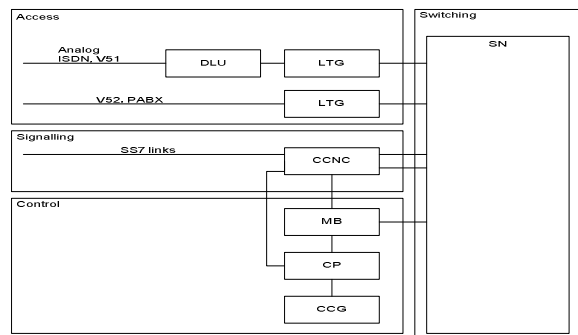 Access
Switching
Analog
ISDN, V51
DLU
LTG
SN
V52, PABX
LTG
Signalling
SS7 links
CCNC
Control
MB
CP
CCG